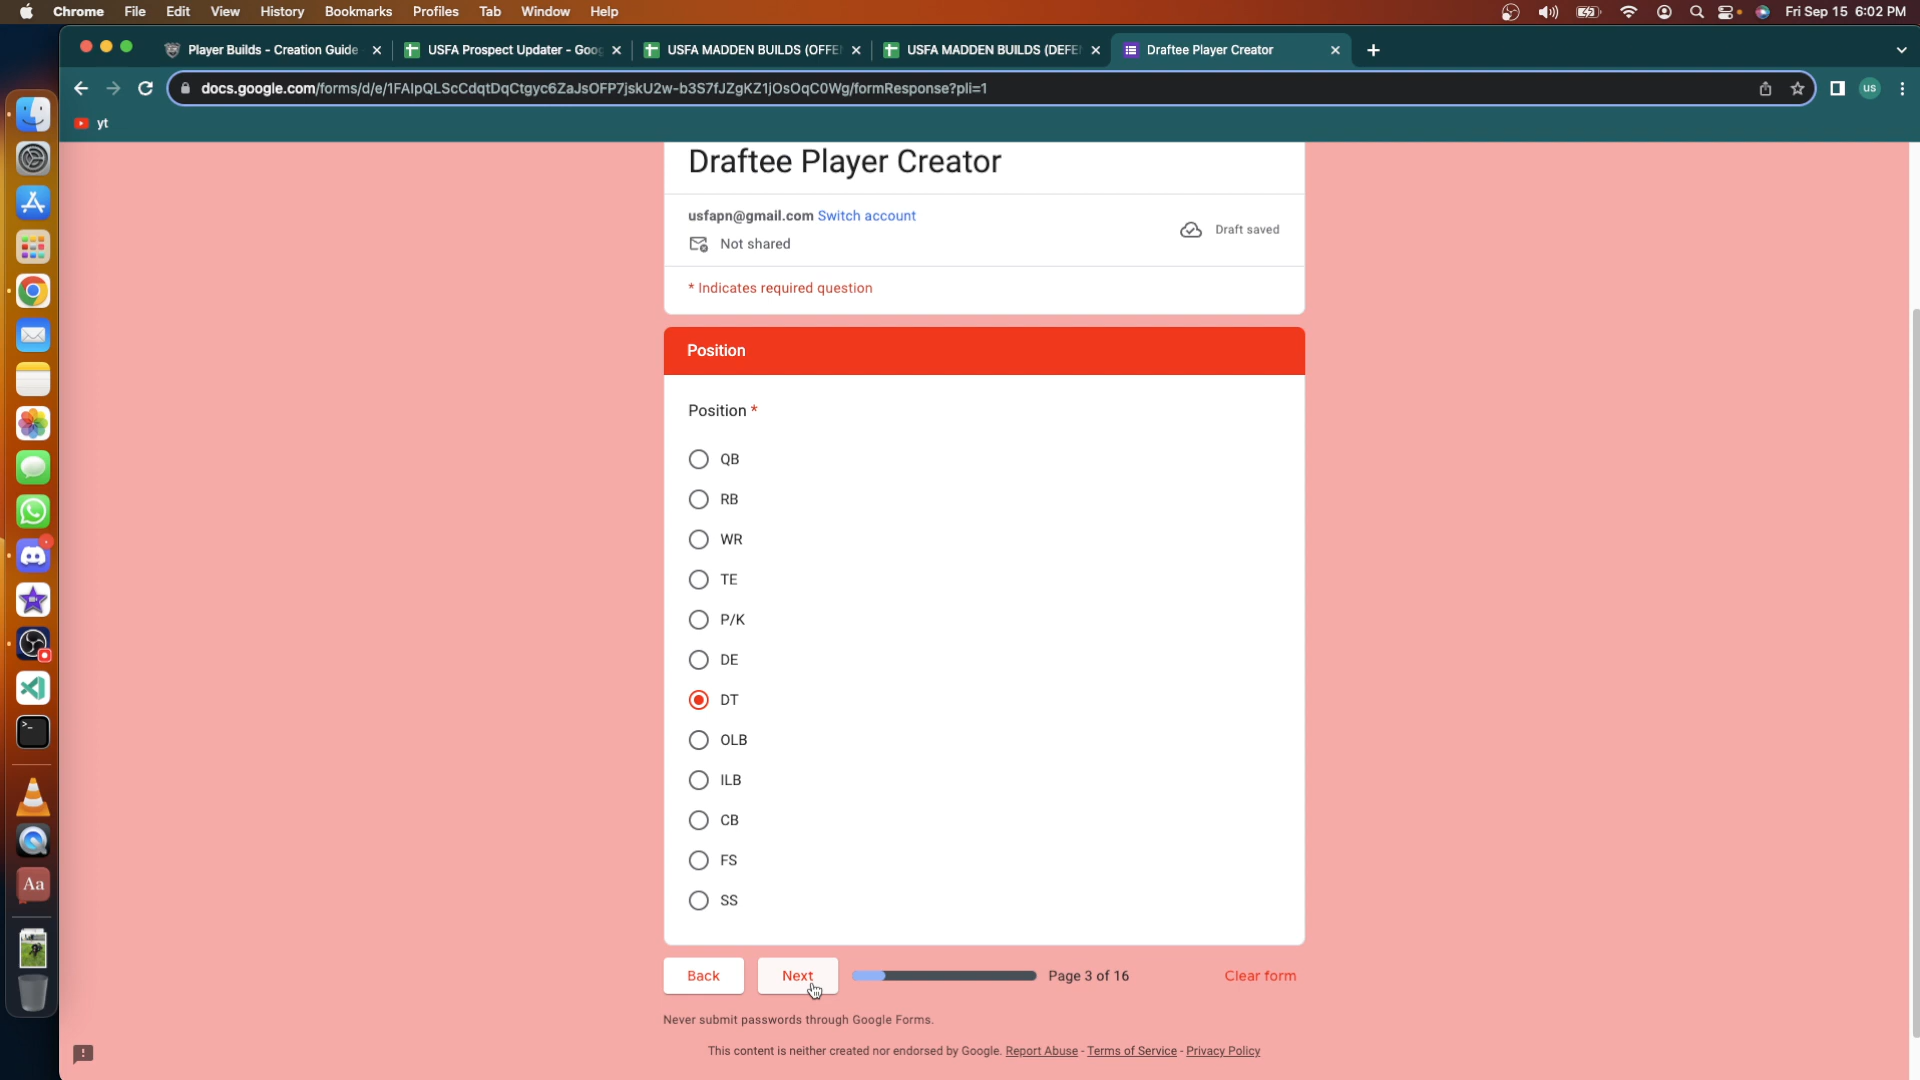 Chrome File Edit View History Bookmarks Profiles Tab Window Help Fri Sep 15 6:02 PM
Player Builds - Creation Guide USFA Prospect Updater - Goo USFA MADDEN BUILDS (OFFE USFA MADDEN BUILDS (DEFE Draftee Player Creator
docs.google.com/forms/d/e/1FAIpQLScCdqtDqCtgyc6ZaJsOFP7jskU2w-b3S7fJZgKZ1jOsOqC0Wg/formResponse?pli=1 us
yt
Draftee Player Creator
usfapn@gmail.com Switch account
Draft saved
Not shared
* Indicates required question
Position
Position *
QB
RB
WR
TE
P/K
DE
DT
OLB
ILB
CB
FS
SS
Back Next Page 3 of 16 Clear form
Never submit passwords through Google Forms.
This content is neither created nor endorsed by Google. Report Abuse - Terms of Service - Privacy Policy
Aa